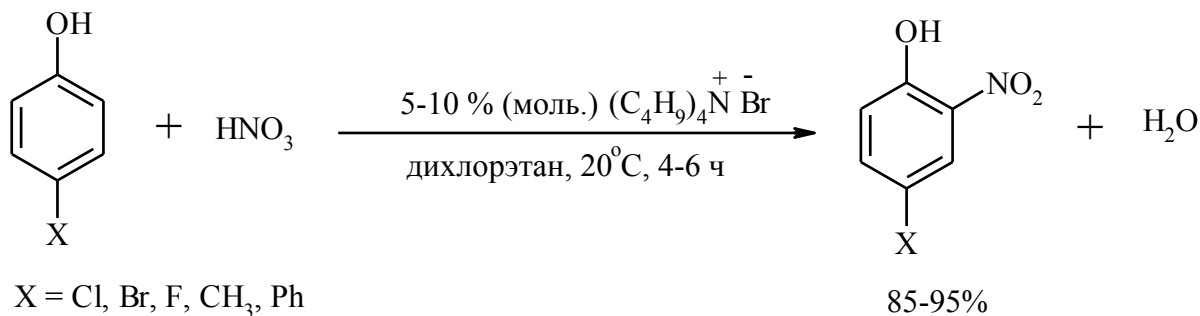 OH
X
+ HNO₃
5-10 % (моль.) (C₄H₉)₄N⁺ Br⁻
дихлорэтан, 20°C, 4-6 ч
OH
NO₂
X
+ H₂O
X = Cl, Br, F, CH₃, Ph
85-95%